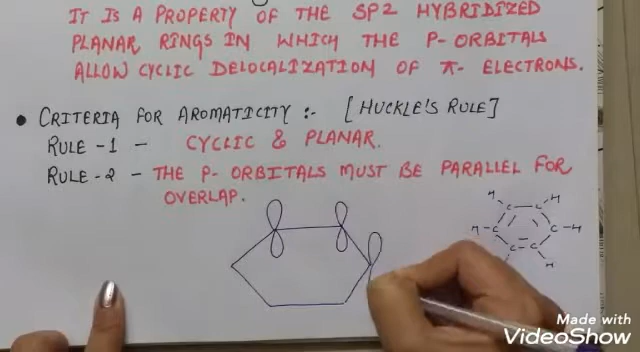 IT IS A PROPERTY OF THE SP2 HYBRIDIZED
PLANAR RINGS IN WHICH THE P-ORBITALS
ALLOW CYCLIC DELOCALIZATION OF π- ELECTRONS.
• CRITERIA FOR AROMATICITY :- [HUCKLE'S RULE]
RULE -1 - CYCLIC & PLANAR.
RULE-2 - THE P- ORBITALS MUST BE PARALLEL FOR
OVERLAP.
H H
C C
H-C C-H
C C
H
Made with
VideoShow